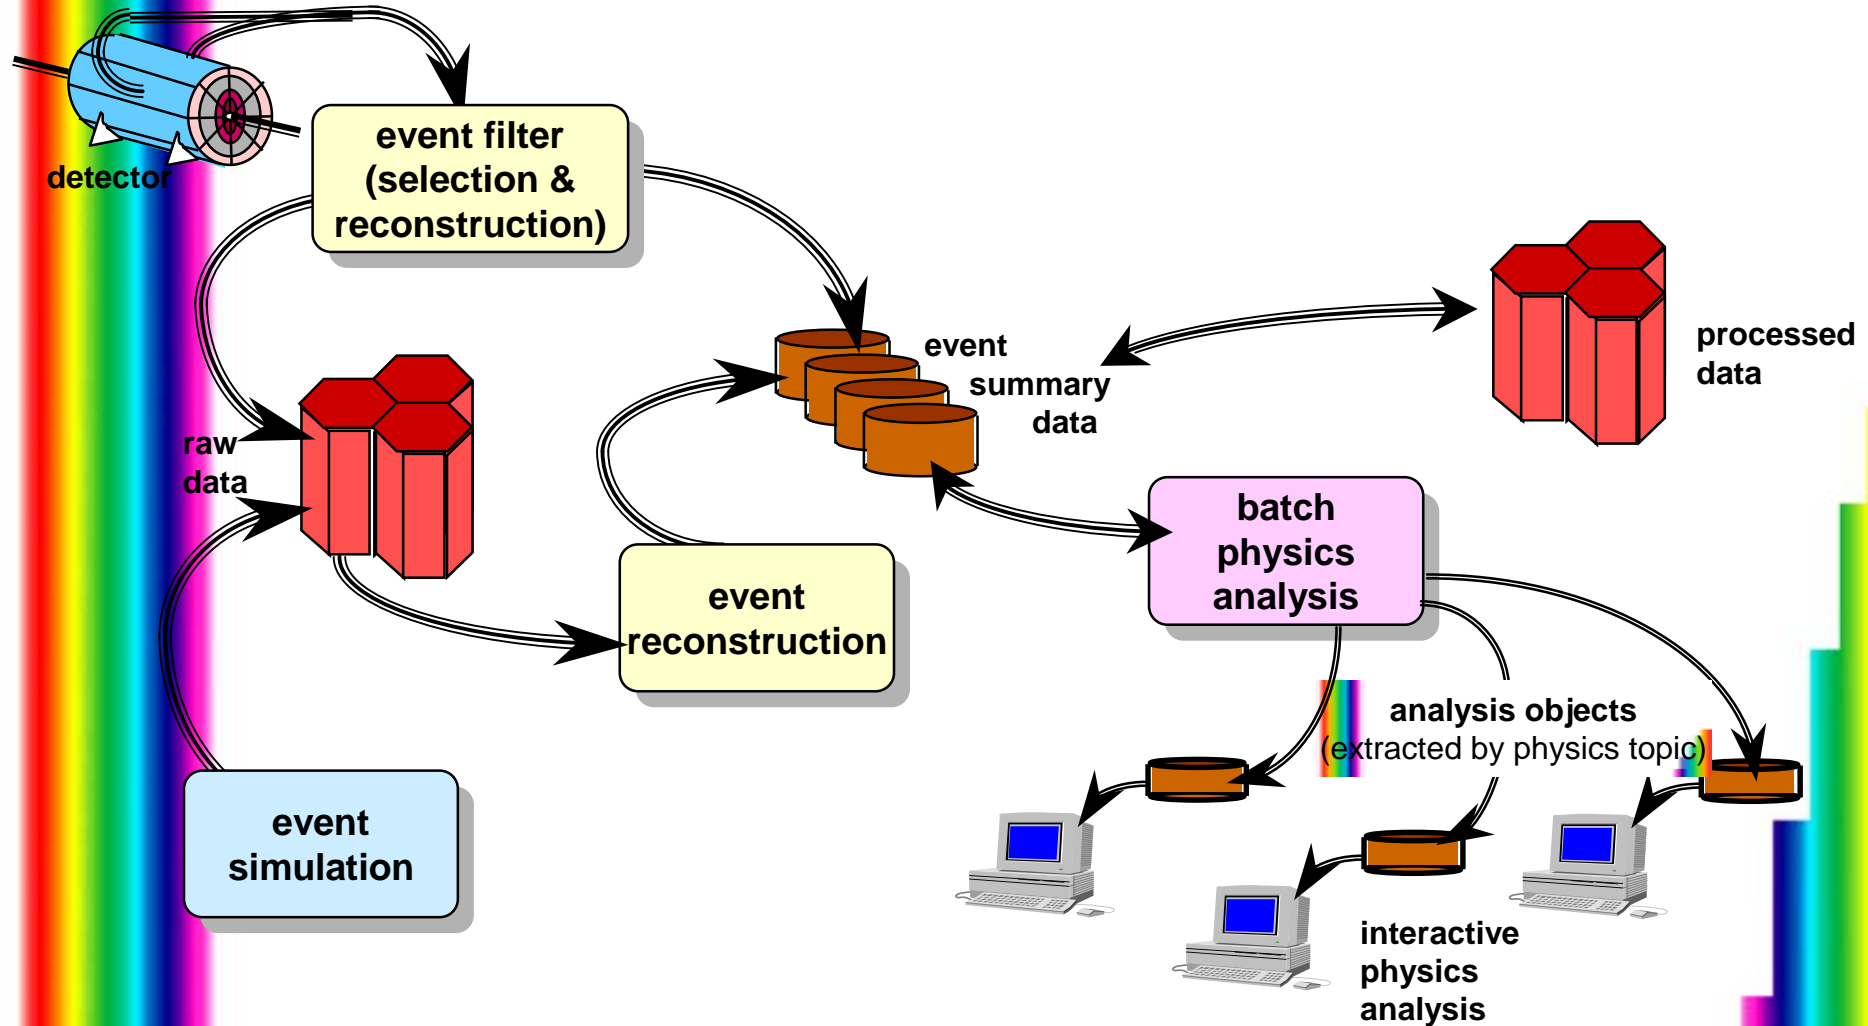 detector
event filter
(selection &
reconstruction)
event
summary
data
processed
data
raw
data
batch
physics
analysis
event
reconstruction
analysis objects
(extracted by physics topic)
event
simulation
interactive
physics
analysis